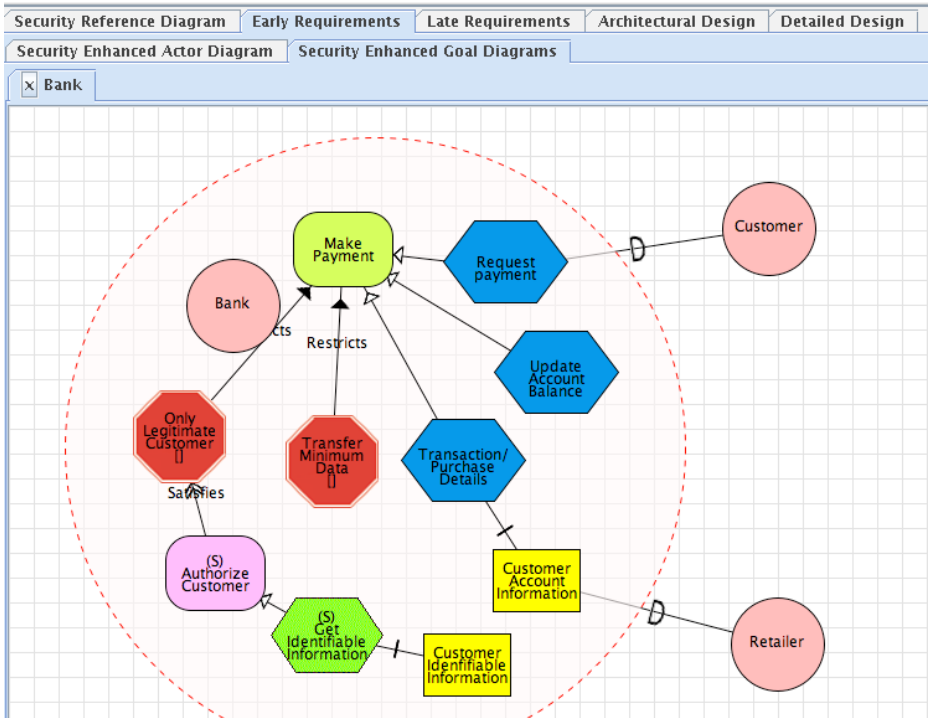 Security Reference Diagram
Early Requirements
Late Requirements
Architectural Design
Detailed Design
Security Enhanced Actor Diagram
Security Enhanced Goal Diagrams
x Bank
Customer
Make
Payment
Request
payment
Bank
cts
Restricts
Update
Account
Balance
Only
Legitimate
Customer
[]
Transfer
Minimum
Data
[]
Transaction/
Purchase
Details
Satisfies
(S)
Authorize
Customer
Customer
Account
Information
(S)
Get
Identifiable
Information
Customer
Idenfifiable
Information
Retailer
D
D